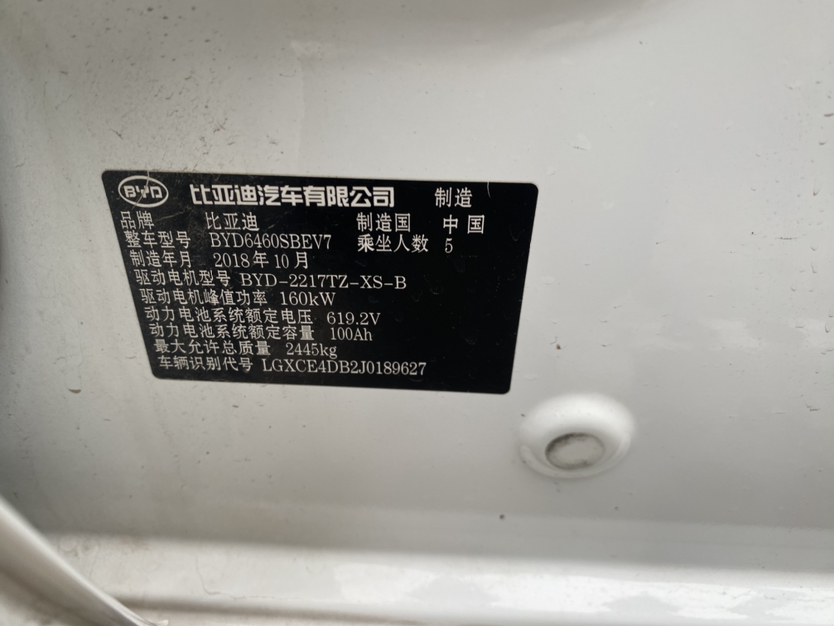 BYD 比亚迪汽车有限公司 制造
品牌 比亚迪 制造国 中国
整车型号 BYD6460SBEV7 乘坐人数 5
制造年月 2018年10月
驱动电机型号 BYD-2217TZ-XS-B
驱动电机峰值功率 160kW
动力电池系统额定电压 619.2V
动力电池系统额定容量 100Ah
最大允许总质量 2445kg
车辆识别代号 LGXCE4DB2J0189627